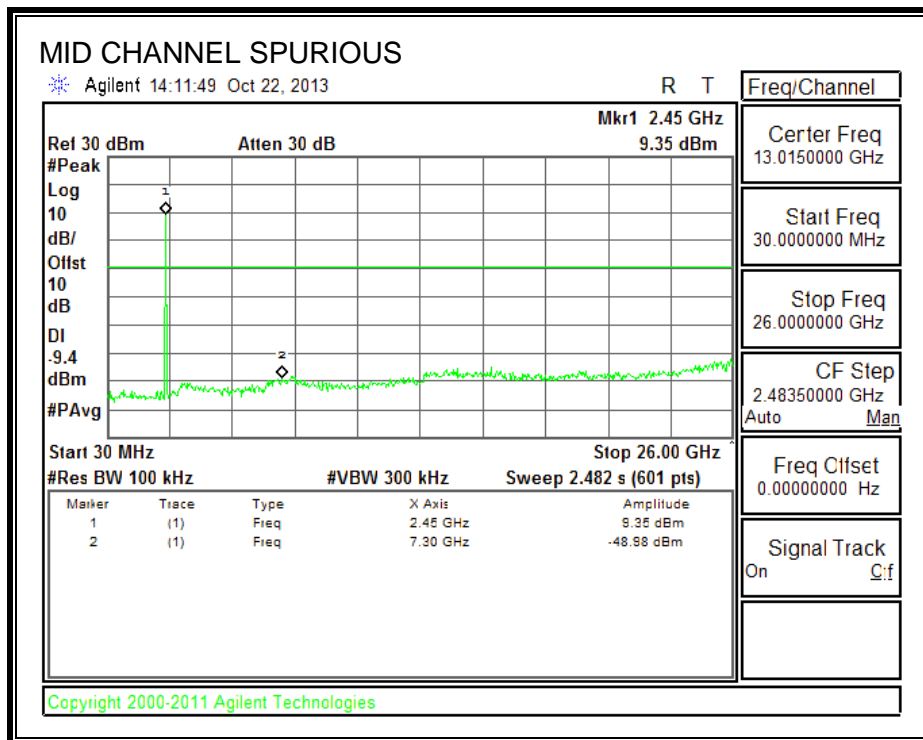 MID CHANNEL SPURIOUS
Agilent 14:11:49 Oct 22, 2013 R T
Mkr1 2.45 GHz
Ref 30 dBm Atten 30 dB 9.35 dBm
#Peak
Log
10
dB/
Offst
10
dB
DI
-9.4
dBm
#PAvg
1
2
Start 30 MHz Stop 26.00 GHz
#Res BW 100 kHz #VBW 300 kHz Sweep 2.482 s (601 pts)
Marker Trace Type X Axis Amplitude
1 (1) Freq 2.45 GHz 9.35 dBm
2 (1) Freq 7.30 GHz -48.98 dBm
Freq/Channel
Center Freq
13.0150000 GHz
Start Freq
30.0000000 MHz
Stop Freq
26.0000000 GHz
CF Step
2.48350000 GHz
Auto Man
Freq Offset
0.00000000 Hz
Signal Track
On Off
Copyright 2000-2011 Agilent Technologies